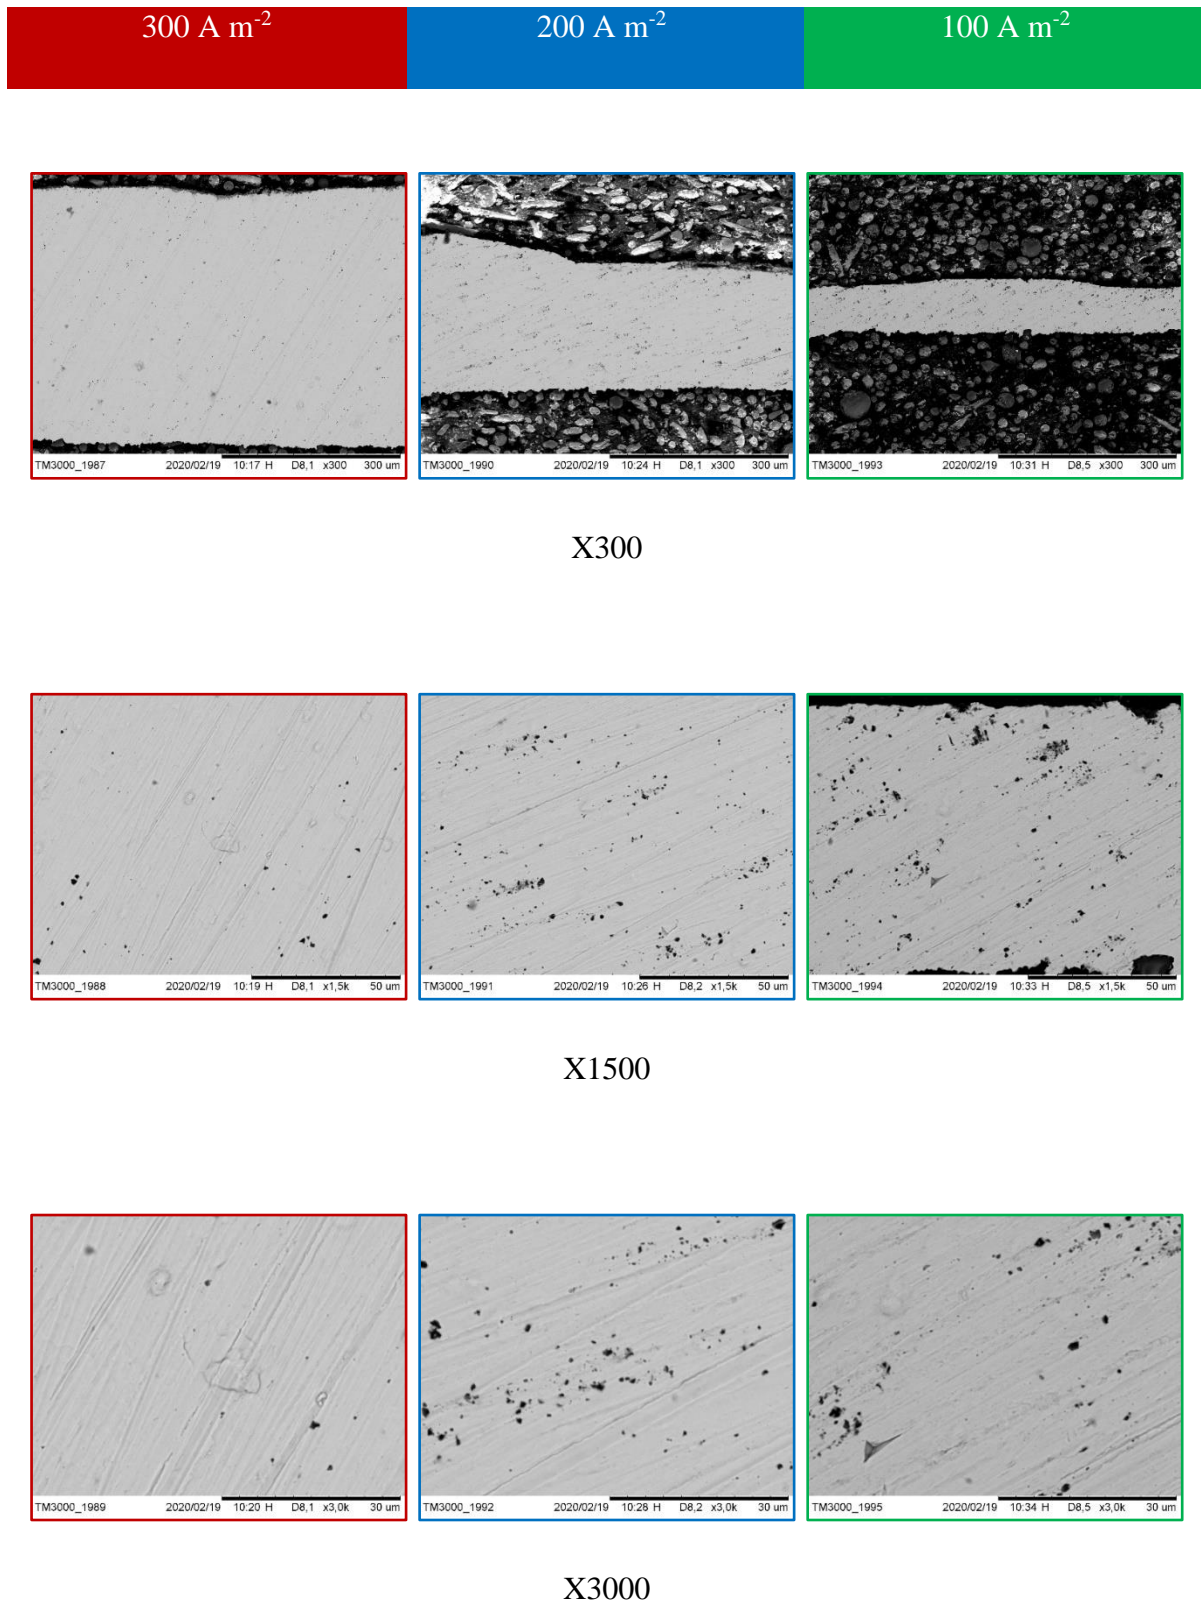 300 A m-2 200 A m-2 100 A m-2
TM3000_1987 2020/02/19 10:17 H D8,1 x300 300 um
TM3000_1990 2020/02/19 10:24 H D8,1 x300 300 um
TM3000_1993 2020/02/19 10:31 H D8,5 x300 300 um
X300
TM3000_1988 2020/02/19 10:19 H D8,1 x1,5k 50 um
TM3000_1991 2020/02/19 10:26 H D8,2 x1,5k 50 um
TM3000_1994 2020/02/19 10:33 H D8,5 x1,5k 50 um
X1500
TM3000_1989 2020/02/19 10:20 H D8,1 x3,0k 30 um
TM3000_1992 2020/02/19 10:28 H D8,2 x3,0k 30 um
TM3000_1995 2020/02/19 10:34 H D8,5 x3,0k 30 um
X3000